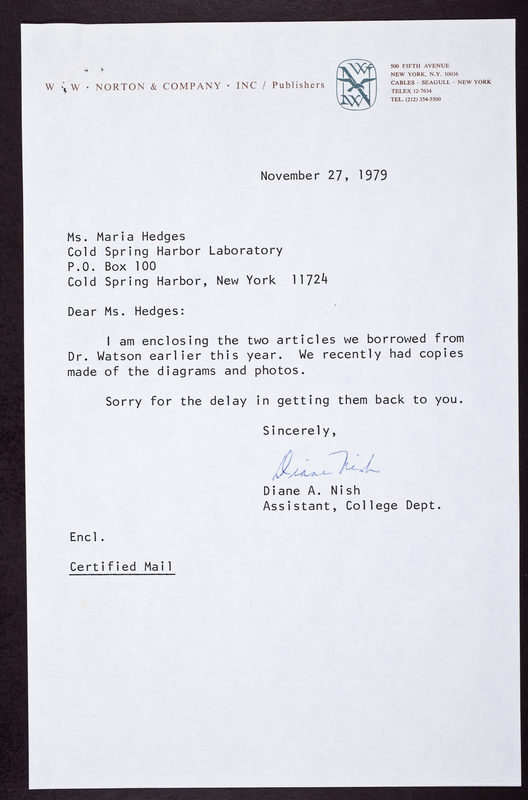 W · W · NORTON & COMPANY · INC / Publishers
WWN
500 FIFTH AVENUE
NEW YORK, N.Y. 10036
CABLES · SEAGULL · NEW YORK
TELEX 12-7634
TEL. (212) 354-5500
November 27, 1979
Ms. Maria Hedges
Cold Spring Harbor Laboratory
P.O. Box 100
Cold Spring Harbor, New York 11724
Dear Ms. Hedges:
I am enclosing the two articles we borrowed from
Dr. Watson earlier this year. We recently had copies
made of the diagrams and photos.
Sorry for the delay in getting them back to you.
Sincerely,
Diane Nish
Diane A. Nish
Assistant, College Dept.
Encl.
Certified Mail